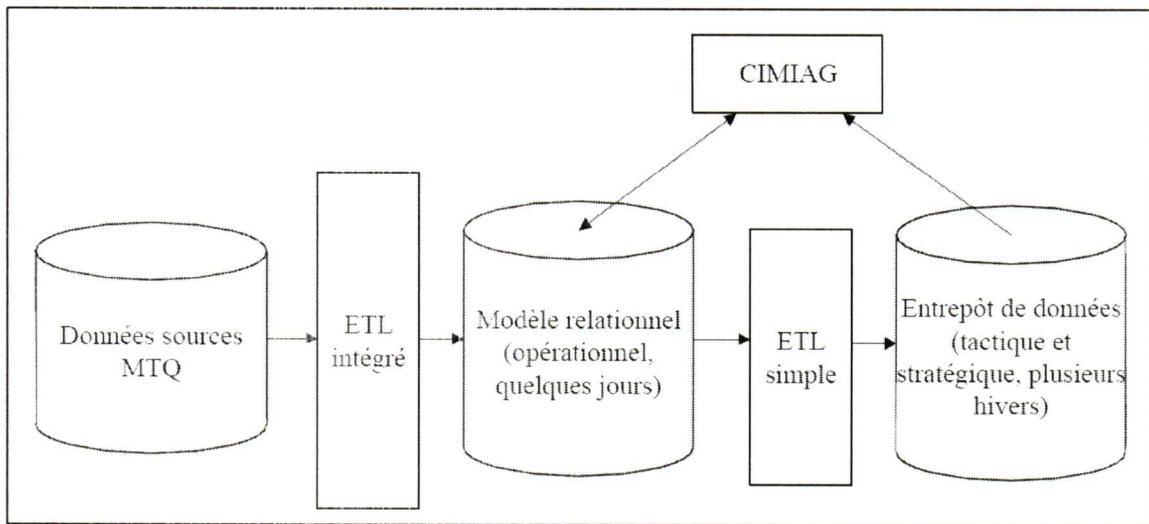 CIMIAG
Données sources
MTQ
ETL
intégré
Modèle relationnel
(opérationnel,
quelques jours)
ETL
simple
Entrepôt de données
(tactique et
stratégique, plusieurs
hivers)